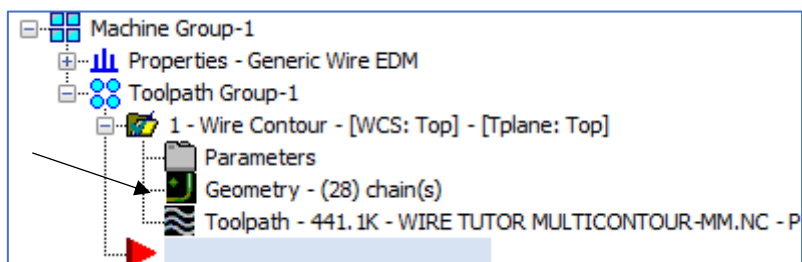 Machine Group-1
Properties - Generic Wire EDM
Toolpath Group-1
1 - Wire Contour - [WCS: Top] - [Tplane: Top]
Parameters
Geometry - (28) chain(s)
Toolpath - 441.1K - WIRE TUTOR MULTICONTOUR-MM.NC - P